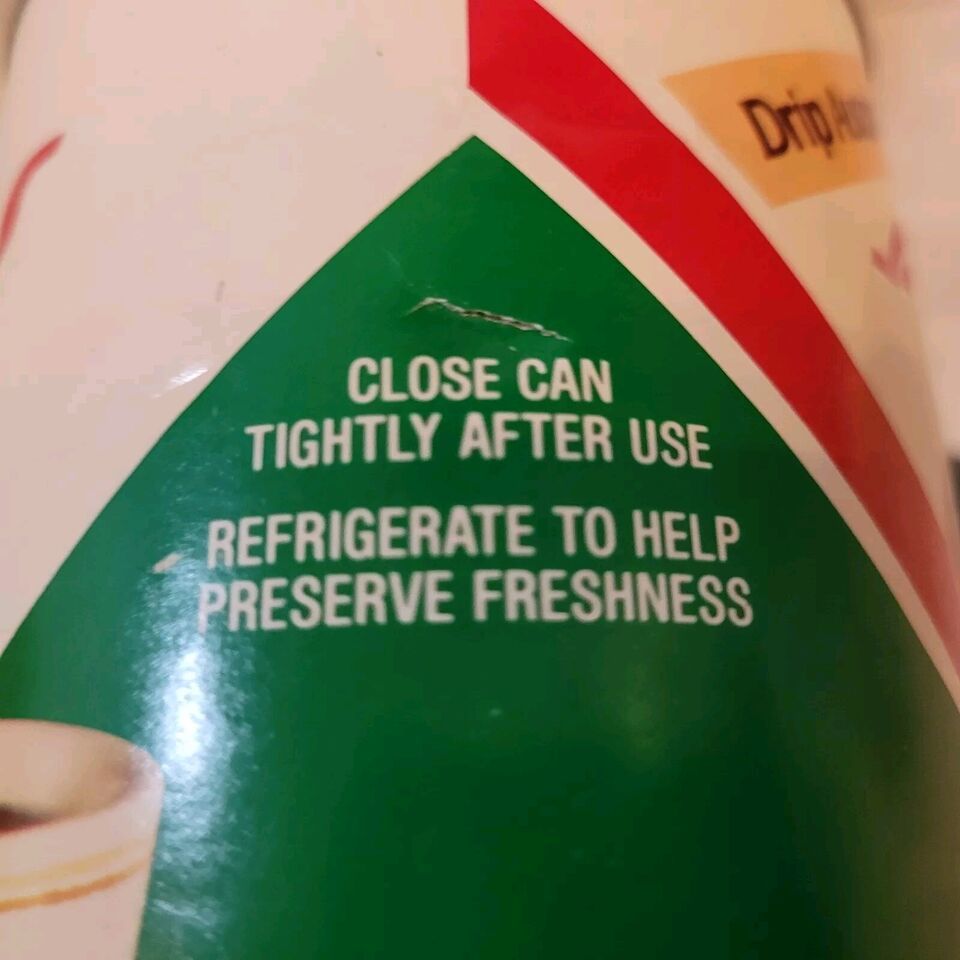 Drip
CLOSE CAN
TIGHTLY AFTER USE
REFRIGERATE TO HELP
PRESERVE FRESHNESS